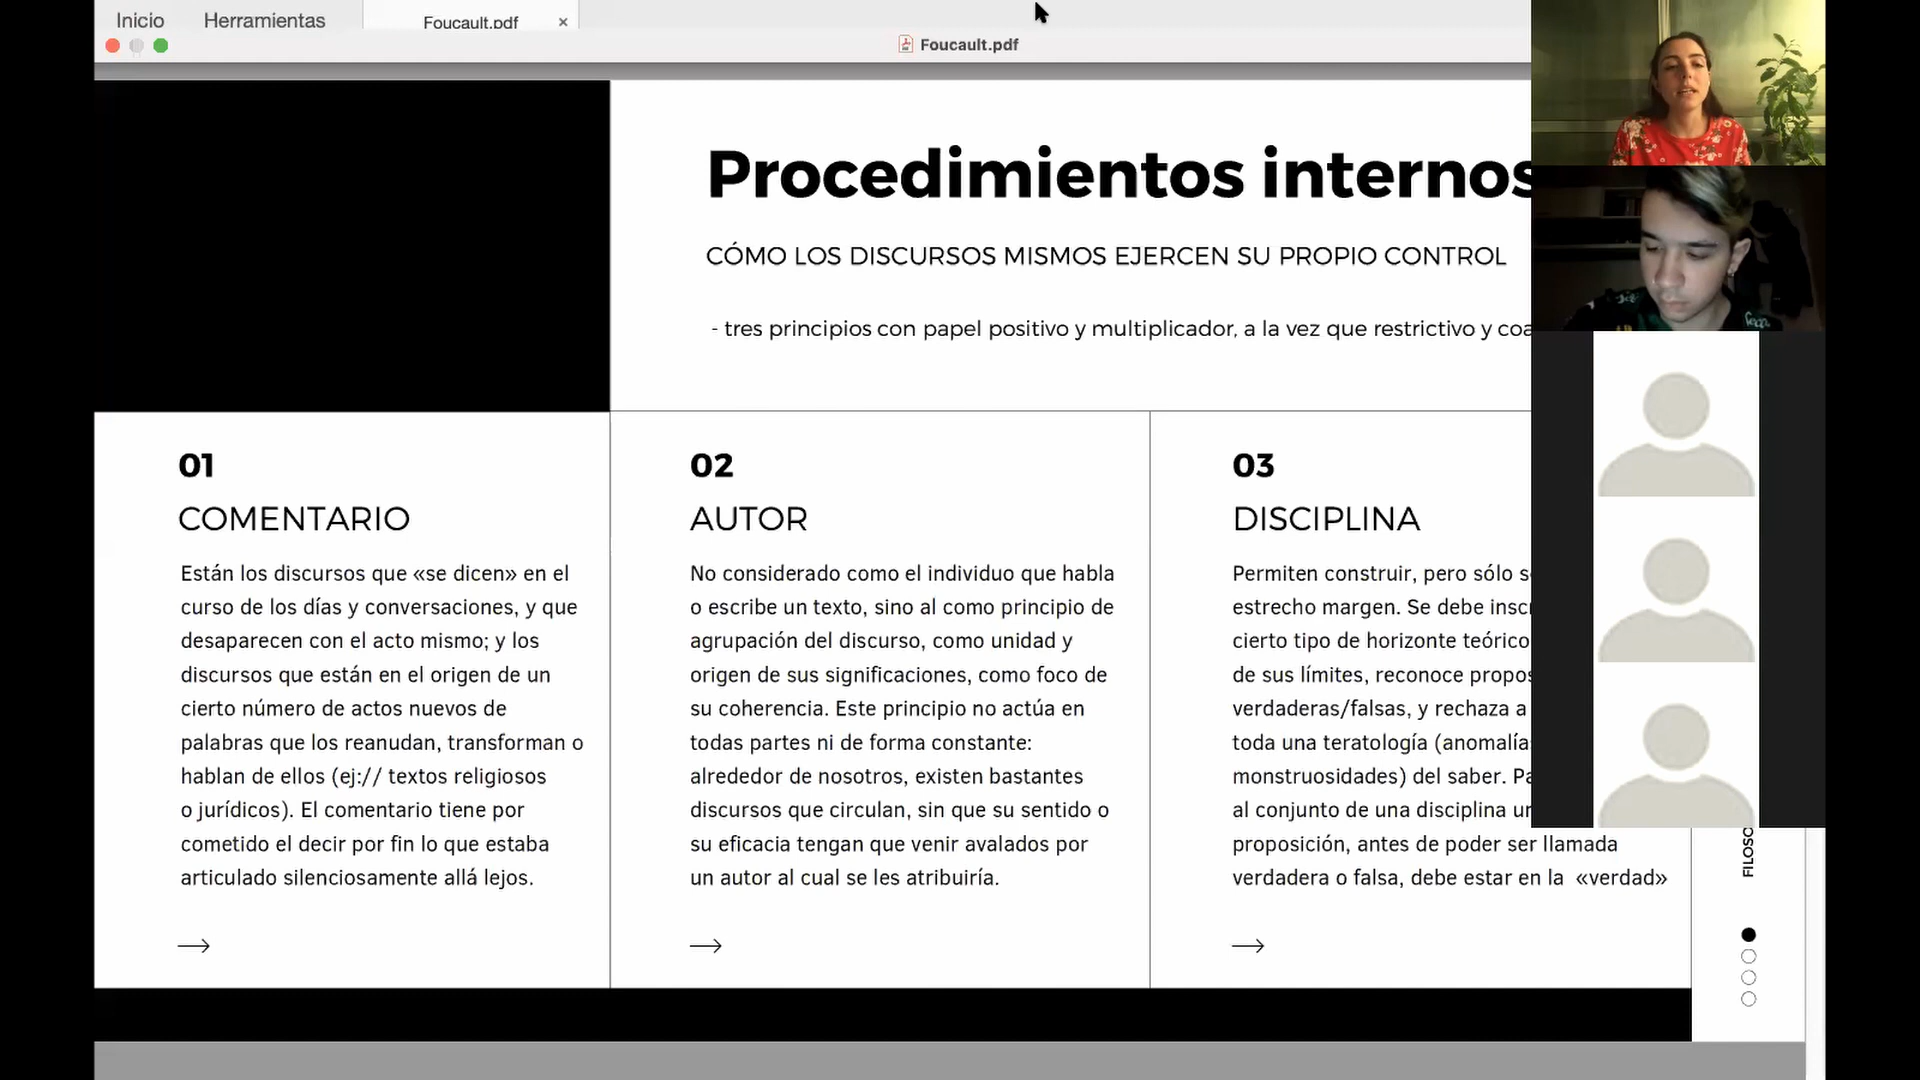 Inicio Herramientas Foucault.pdf ×
Foucault.pdf
Procedimientos internos
CÓMO LOS DISCURSOS MISMOS EJERCEN SU PROPIO CONTROL
- tres principios con papel positivo y multiplicador, a la vez que restrictivo y
01
COMENTARIO
Están los discursos que «se dicen» en el
curso de los días y conversaciones, y que
desaparecen con el acto mismo; y los
discursos que están en el origen de un
cierto número de actos nuevos de
palabras que los reanudan, transforman o
hablan de ellos (ej:// textos religiosos
o jurídicos). El comentario tiene por
cometido el decir por fin lo que estaba
articulado silenciosamente allá lejos.
02
AUTOR
No considerado como el individuo que habla
o escribe un texto, sino al como principio de
agrupación del discurso, como unidad y
origen de sus significaciones, como foco de
su coherencia. Este principio no actúa en
todas partes ni de forma constante:
alrededor de nosotros, existen bastantes
discursos que circulan, sin que su sentido o
su eficacia tengan que venir avalados por
un autor al cual se les atribuiría.
03
DISCIPLINA
Permiten construir, pero sólo
estrecho margen. Se debe
cierto tipo de horizonte teórico
de sus límites, reconoce
verdaderas/falsas, y rechaza a
toda una teratología
monstruosidades) del saber.
al conjunto de una disciplina
proposición, antes de poder ser llamada
verdadera o falsa, debe estar en la «verdad»